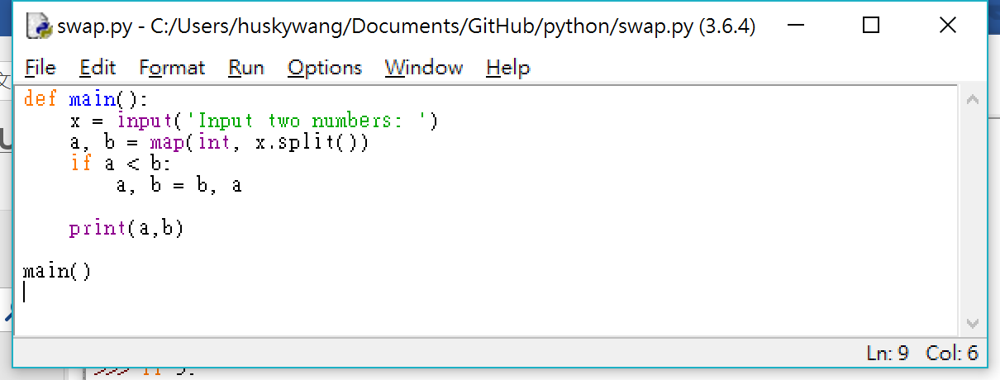 swap.py - C:/Users/huskywang/Documents/GitHub/python/swap.py (3.6.4)
File Edit Format Run Options Window Help
def main():
    x = input('Input two numbers: ')
    a, b = map(int, x.split())
    if a < b:
        a, b = b, a
    print(a,b)
main()
Ln: 9 Col: 6